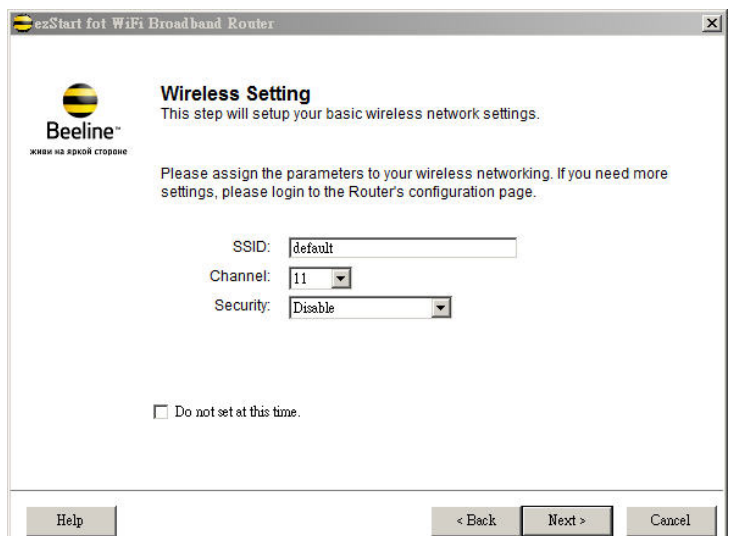 ezStart fot WiFi Broadband Router
Beeline™
живи на яркой стороне
Wireless Setting
This step will setup your basic wireless network settings.
Please assign the parameters to your wireless networking. If you need more
settings, please login to the Router's configuration page.
SSID: default
Channel: 11
Security: Disable
Do not set at this time.
Help
< Back
Next >
Cancel